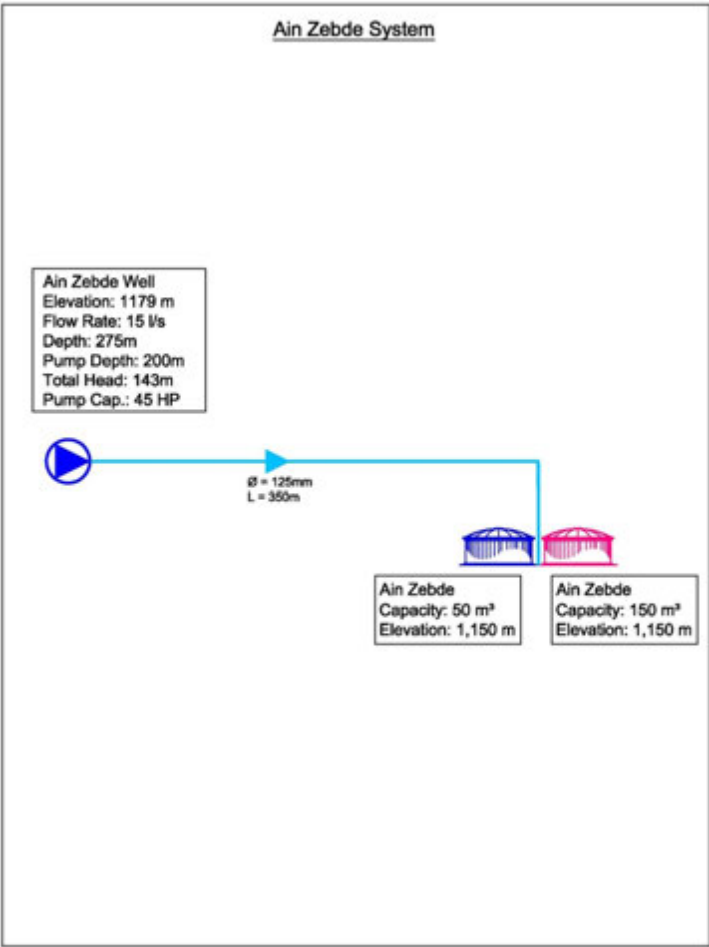 Ain Zebde System
Ain Zebde Well
Elevation: 1179 m
Flow Rate: 15 l/s
Depth: 275m
Pump Depth: 200m
Total Head: 143m
Pump Cap.: 45 HP
Ø = 125mm
L = 350m
Ain Zebde
Capacity: 50 m³
Elevation: 1,150 m
Ain Zebde
Capacity: 150 m³
Elevation: 1,150 m